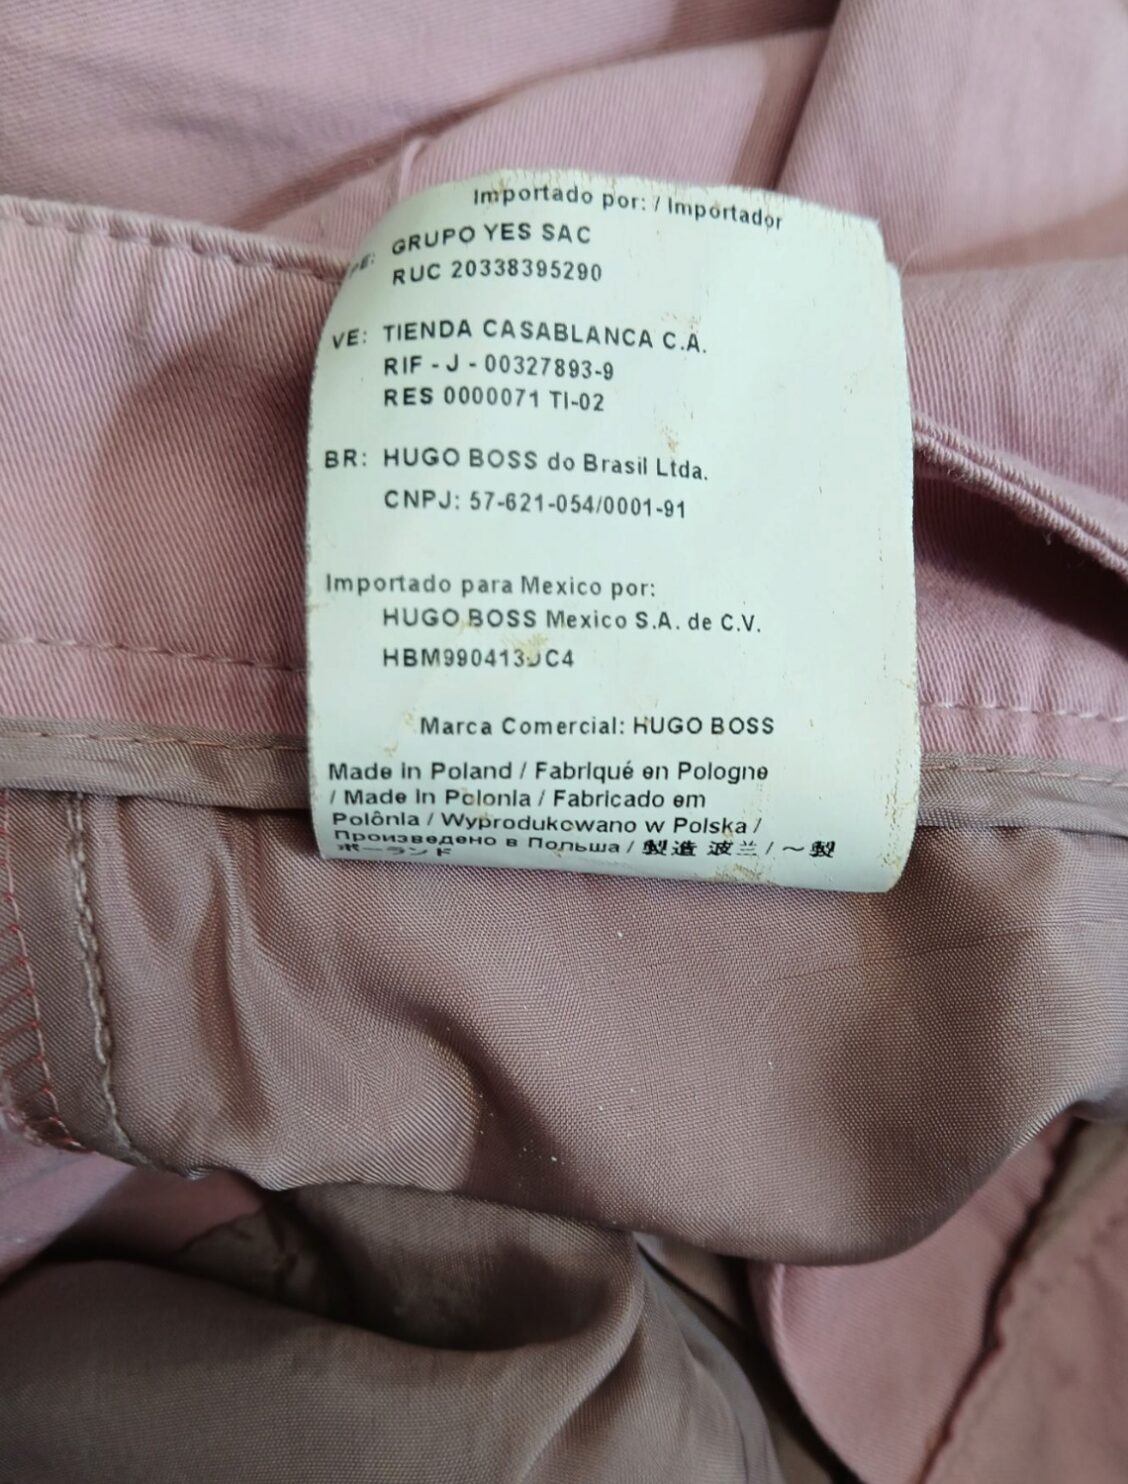 Importado por: / Importador
PE: GRUPO YES SAC
RUC 20338395290
VE: TIENDA CASABLANCA C.A.
RIF - J - 00327893-9
RES 0000071 TI-02
BR: HUGO BOSS do Brasil Ltda.
CNPJ: 57-621-054/0001-91
Importado para Mexico por:
HUGO BOSS Mexico S.A. de C.V.
Marca Comercial: HUGO BOSS
Made in Poland / Fabriqué en Pologne
/ Made in Polonia / Fabricado em
Polônia / Wyprodukowano w Polska /
Произведено в Польша / 製造 波兰 / ～製
ポーランド